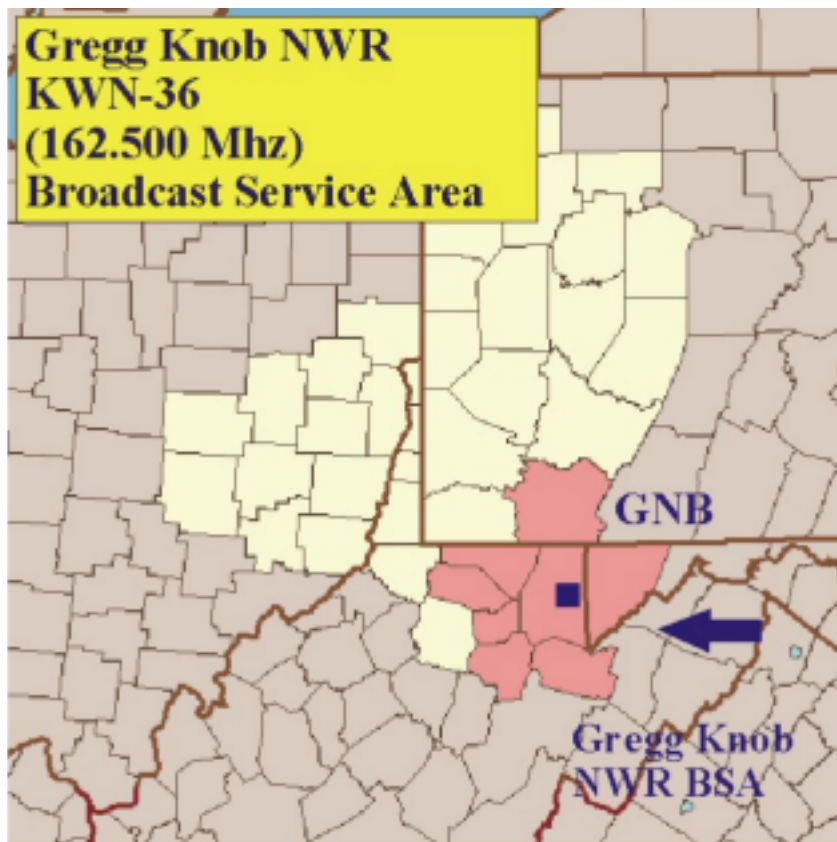 Gregg Knob NWR
KWN-36
(162.500 Mhz)
Broadcast Service Area
GNB
Gregg Knob
NWR BSA